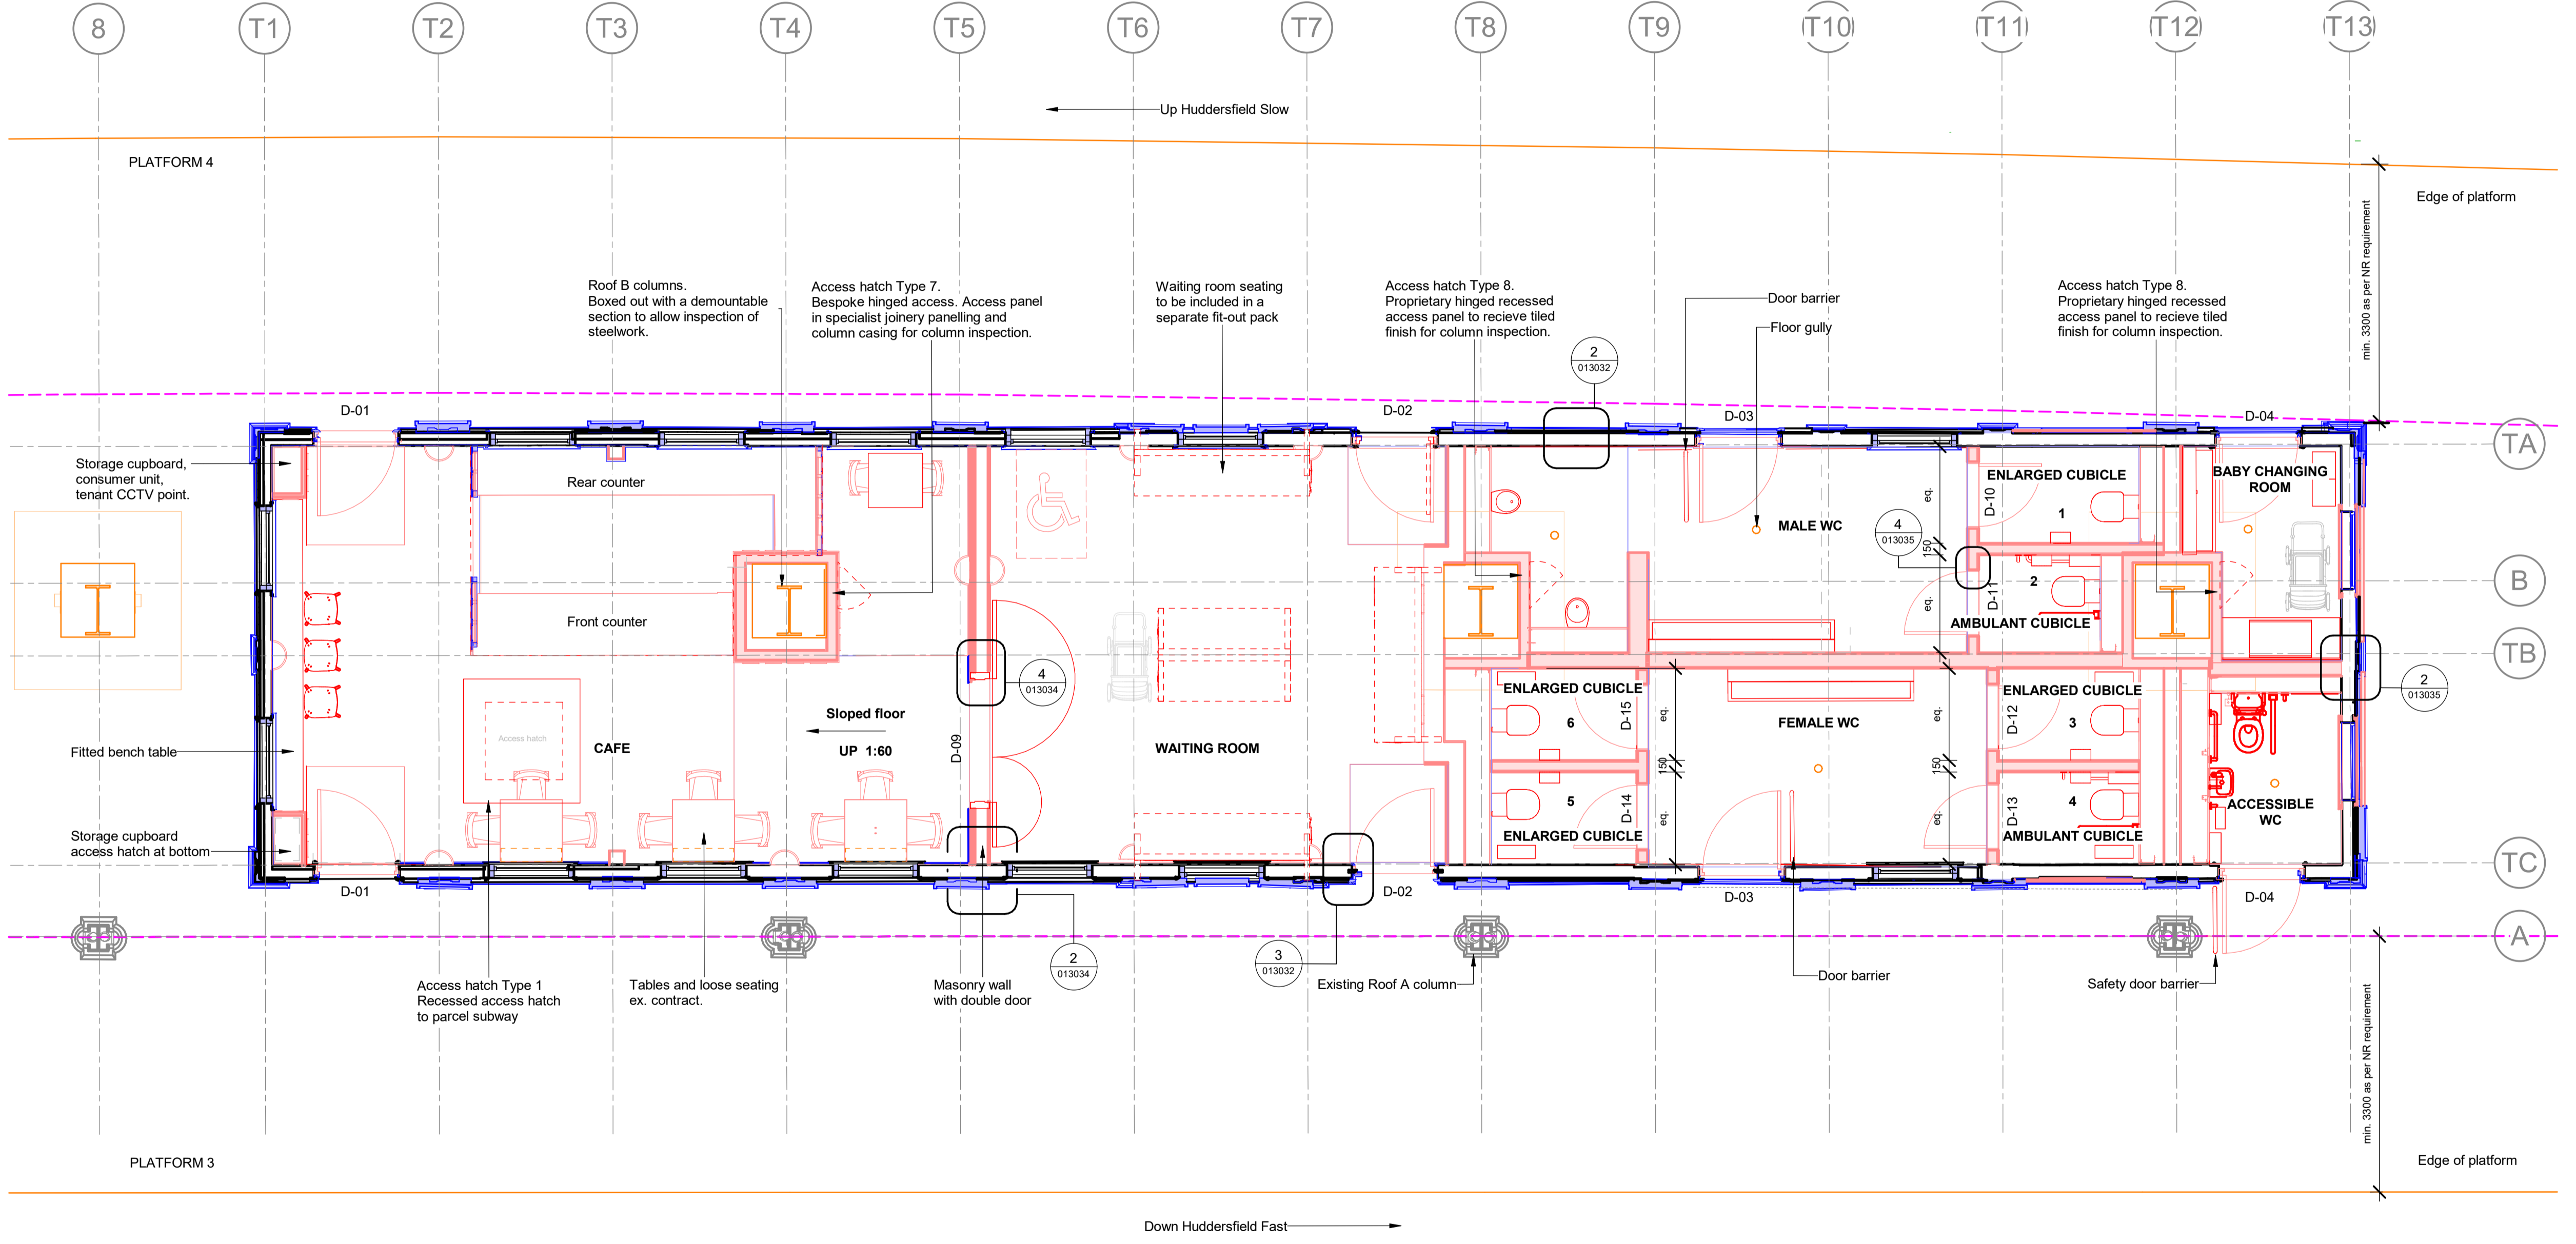 8
T1
T2
T3
T4
T5
T6
T7
T8
T9
T10
T11
T12
T13
Up Huddersfield Slow
PLATFORM 4
Edge of platform
min. 3300 as per NR requirement
Roof B columns.
Boxed out with a demountable
section to allow inspection of
steelwork.
Access hatch Type 7.
Bespoke hinged access. Access panel
in specialist joinery panelling and
column casing for column inspection.
Waiting room seating
to be included in a
separate fit-out pack
Access hatch Type 8.
Proprietary hinged recessed
access panel to recieve tiled
finish for column inspection.
Door barrier
Floor gully
Access hatch Type 8.
Proprietary hinged recessed
access panel to recieve tiled
finish for column inspection.
2
013032
D-01
D-02
D-03
D-04
TA
Storage cupboard,
consumer unit,
tenant CCTV point.
Rear counter
BABY CHANGING
ROOM
ENLARGED CUBICLE
1
D-10
eq.
MALE WC
4
013035
150
B
2
D-11
eq.
AMBULANT CUBICLE
Front counter
TB
4
013034
2
013035
ENLARGED CUBICLE
6
D-15
eq.
ENLARGED CUBICLE
3
D-12
eq.
Sloped floor
UP 1:60
FEMALE WC
Access hatch
CAFE
D-09
WAITING ROOM
Fitted bench table
150
150
5
D-14
eq.
ENLARGED CUBICLE
4
D-13
eq.
AMBULANT CUBICLE
ACCESSIBLE
WC
Storage cupboard
access hatch at bottom
TC
D-01
D-02
D-03
D-04
A
2
013034
3
013032
Access hatch Type 1
Recessed access hatch
to parcel subway
Tables and loose seating
ex. contract.
Masonry wall
with double door
Existing Roof A column
Door barrier
Safety door barrier
min. 3300 as per NR requirement
PLATFORM 3
Edge of platform
Down Huddersfield Fast